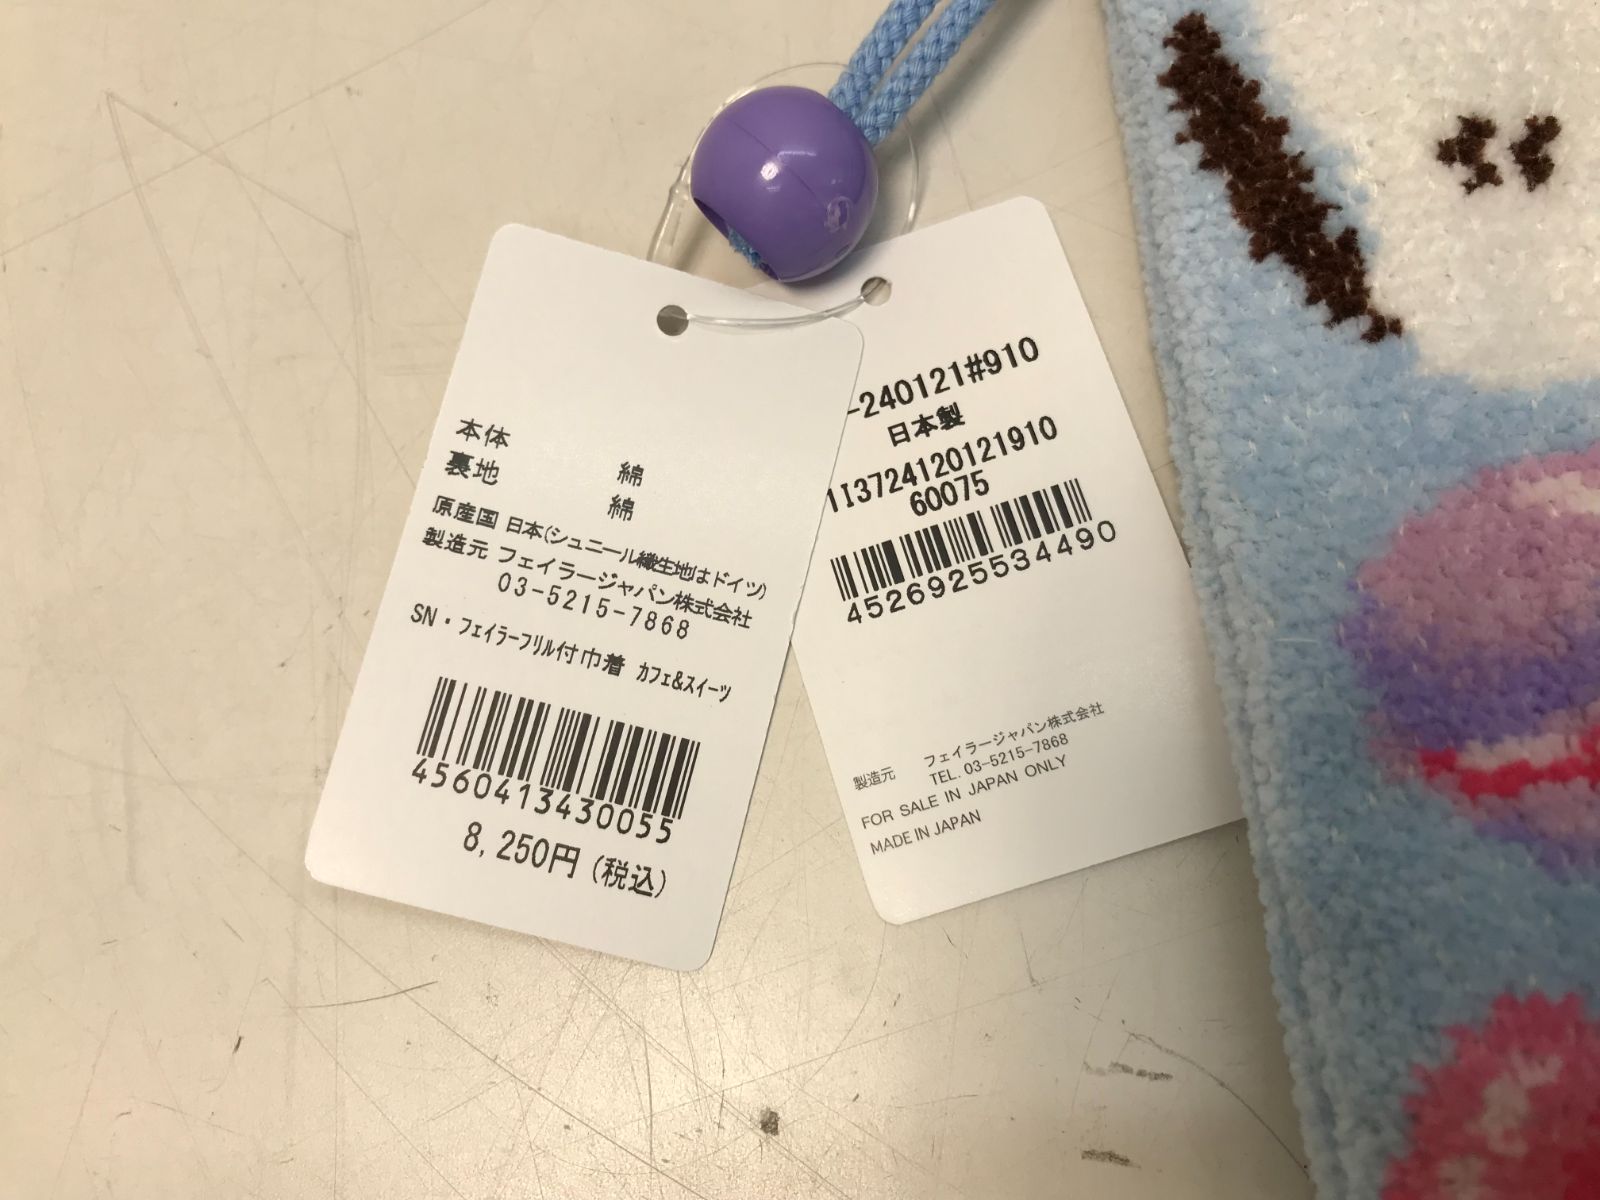 本体 綿
裏地 綿
原産国 日本(シュニール織生地はドイツ)
製造元 フェイラージャパン株式会社
03-5215-7868
SN・フェイラーフリル付巾着 カフェ&スイーツ
4560413430055
8,250円(税込)
-240121#910
日本製
1I3724120121910
60075
4526925534490
製造元 フェイラージャパン株式会社
TEL. 03-5215-7868
FOR SALE IN JAPAN ONLY
MADE IN JAPAN